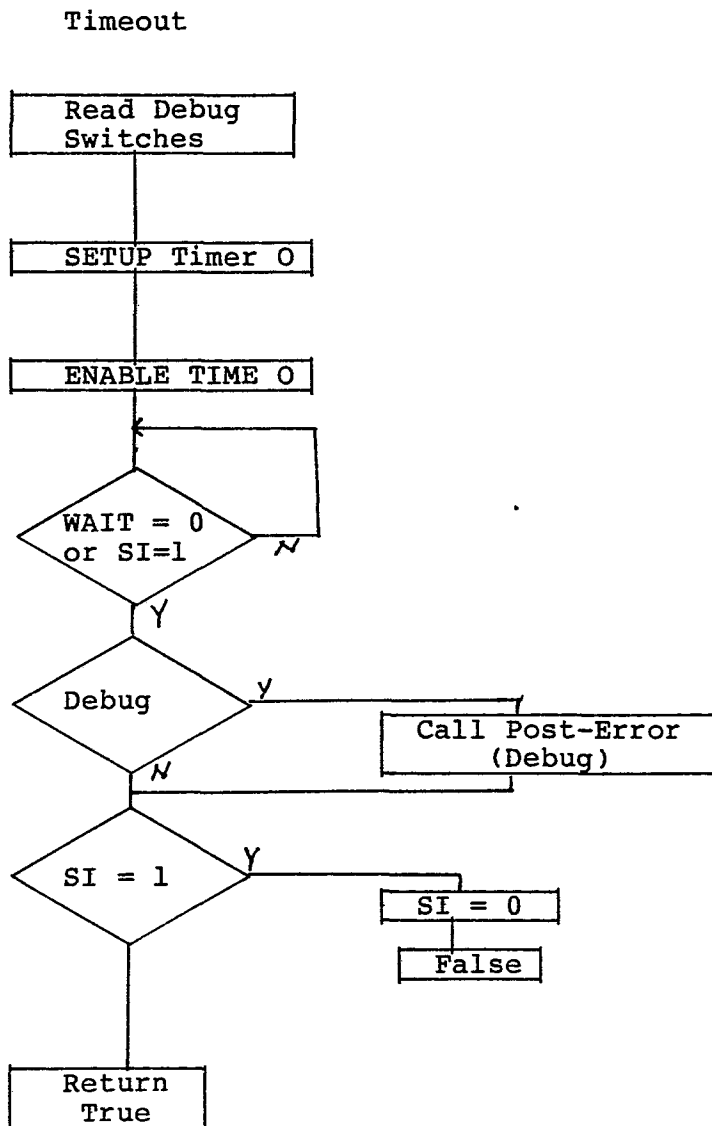 Timeout
Read Debug
Switches
SETUP Timer O
ENABLE TIME O
WAIT = 0
or SI=1
N
Y
Debug
Y
Call Post-Error
(Debug)
N
SI = 1
Y
SI = 0
False
Return
True